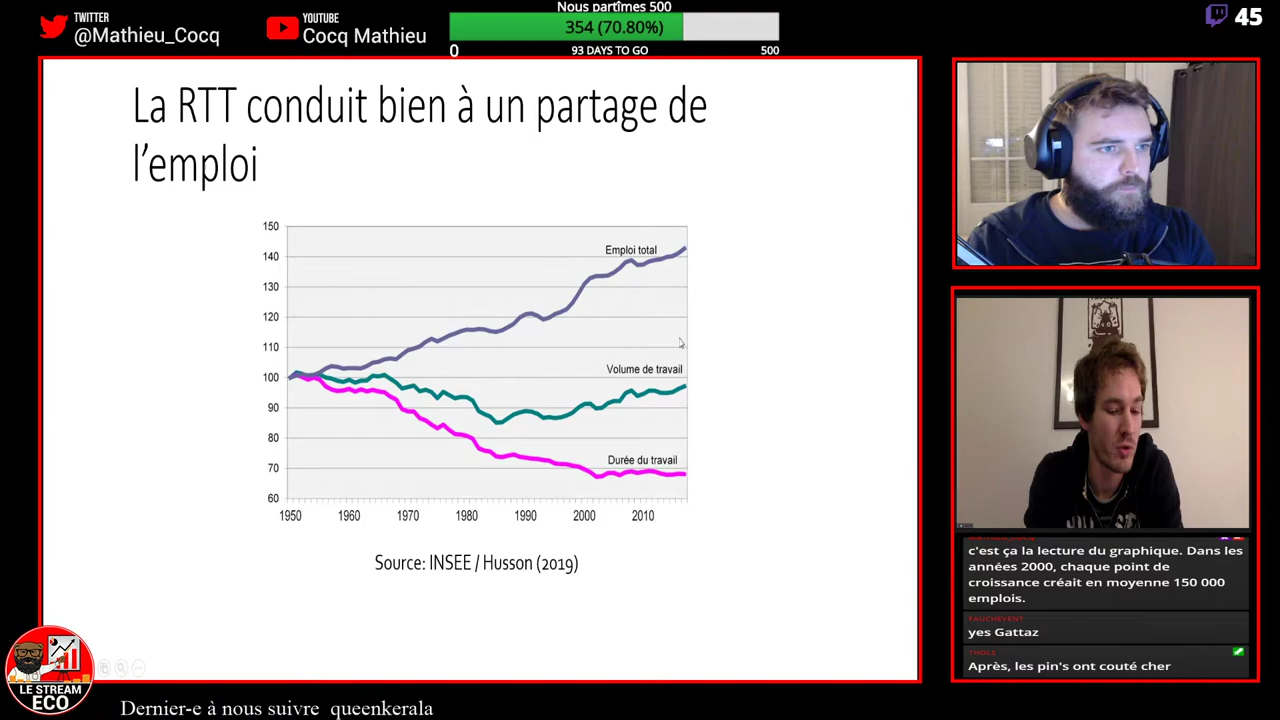 TWITTER
@Mathieu_Cocq
YOUTUBE
Cocq Mathieu
Nous partîmes 500
354 (70.80%)
0
93 DAYS TO GO
500
45
La RTT conduit bien à un partage de
l'emploi
150
140
130
120
110
100
90
80
70
60
Emploi total
Volume de travail
Durée du travail
1950
1960
1970
1980
1990
2000
2010
Source: INSEE / Husson (2019)
c'est ça la lecture du graphique. Dans les
années 2000, chaque point de
croissance créait en moyenne 150 000
emplois.
FAUCHEVENT
yes Gattaz
THOLS
Après, les pin's ont couté cher
LE STREAM
ECO
Dernier-e à nous suivre queenkerala